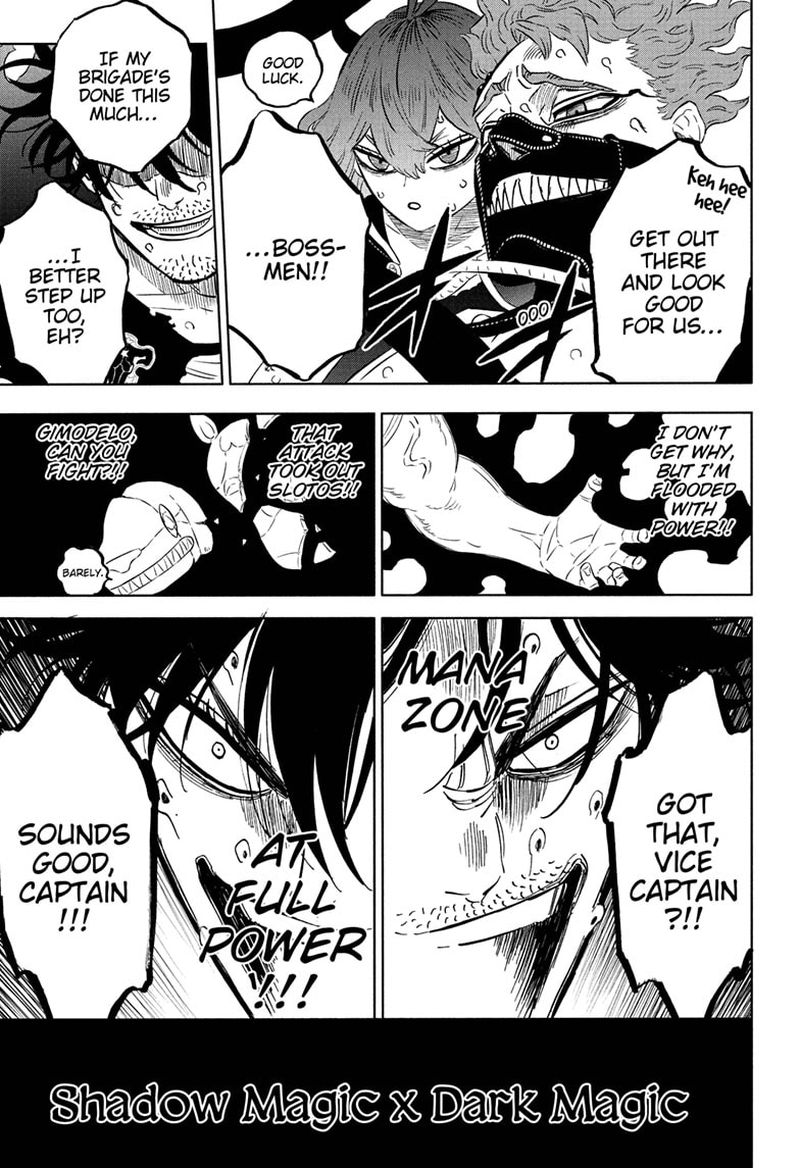 Keh hee
hee!
GET OUT
THERE
AND LOOK
GOOD
FOR US...
GOOD
LUCK.
...BOSS-
MEN!!
OOO
IF MY
BRIGADE'S
DONE THIS
MUCH...
...I
BETTER
STEP UP
TOO,
EH?
I DON'T
GET WHY,
BUT I'M
FLOODED
WITH
POWER!!
THAT
ATTACK
TOOK OUT
SLOTOS!!
GIMODELO,
CAN YOU
FIGHT?!!
BARELY.
MANA
ZONE
GOT
THAT,
VICE
CAPTAIN
?!!
AT
FULL
POWER
!!!
SOUNDS
GOOD,
CAPTAIN
!!!
Shadow Magic x Dark Magic